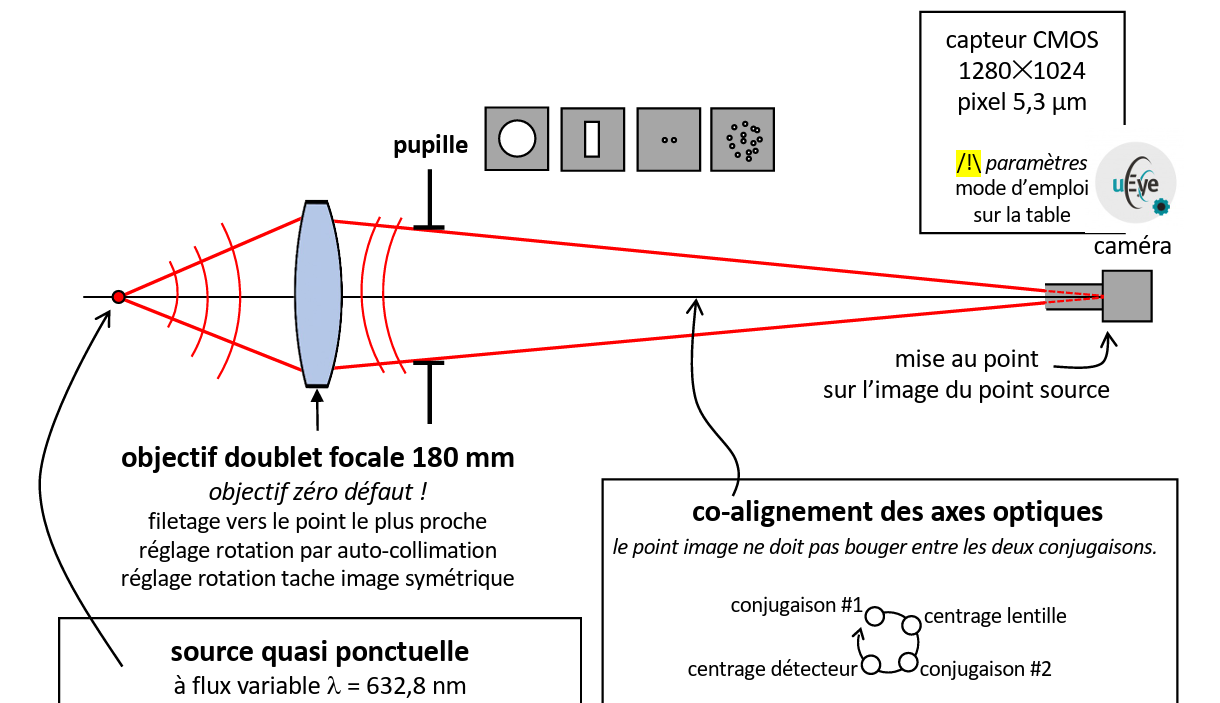 capteur CMOS
1280×1024
pixel 5,3 µm
/!\ paramètres
mode d’emploi
sur la table
uEye
caméra
pupille
mise au point
sur l’image du point source
objectif doublet focale 180 mm
objectif zéro défaut !
filetage vers le point le plus proche
réglage rotation par auto-collimation
réglage rotation tache image symétrique
co-alignement des axes optiques
le point image ne doit pas bouger entre les deux conjugaisons.
conjugaison #1
centrage lentille
centrage détecteur
conjugaison #2
source quasi ponctuelle
à flux variable λ = 632,8 nm